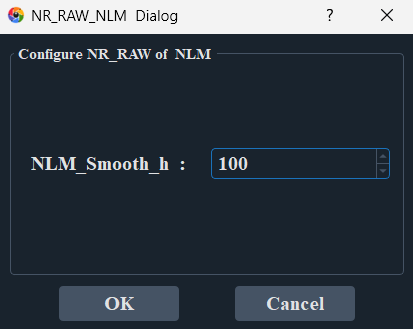 NR_RAW_NLM Dialog
?
Configure NR_RAW of NLM
NLM_Smooth_h : 100
OK Cancel